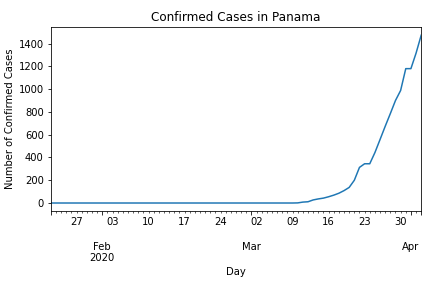 Confirmed Cases in Panama
Number of Confirmed Cases
1400
1200
1000
800
600
400
200
0
27 03 10 17 24 02 09 16 23 30
Feb Mar Apr
2020
Day